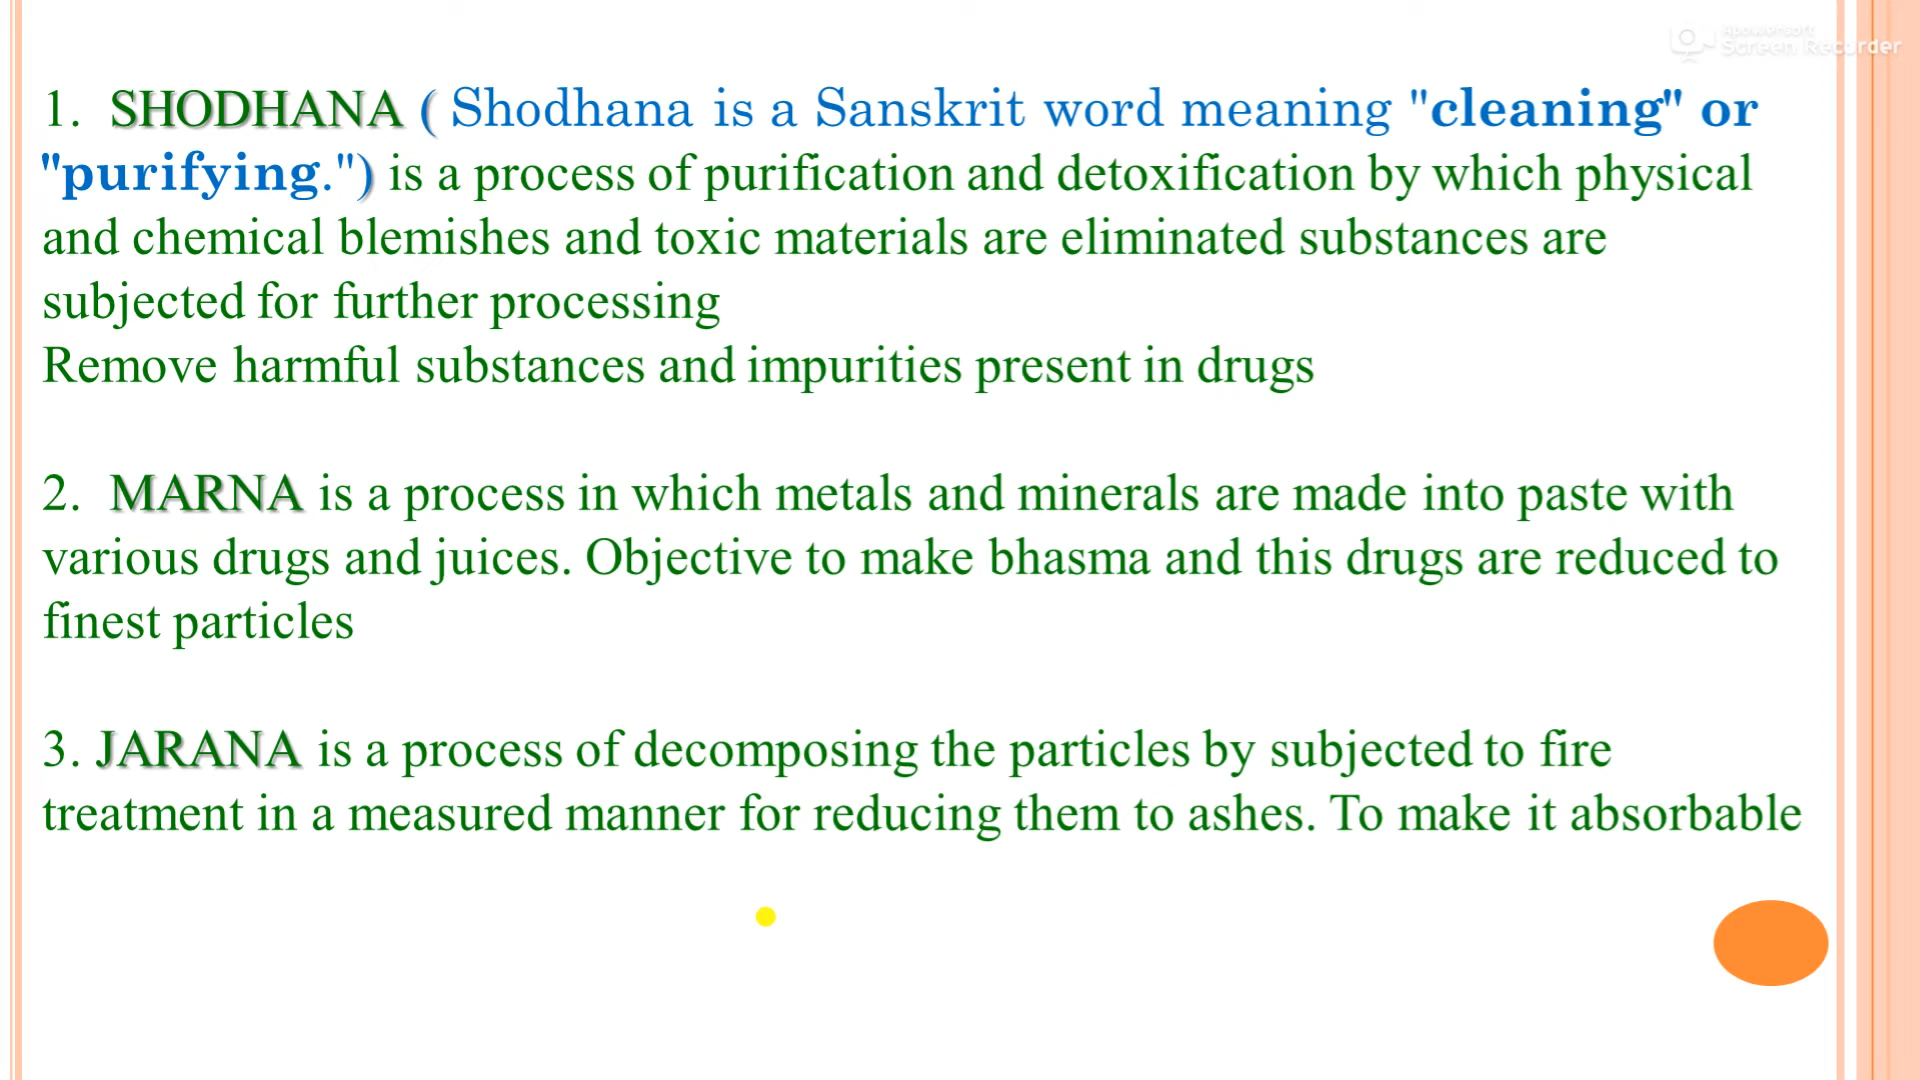 Apowersoft
Screen Recorder
1. SHODHANA ( Shodhana is a Sanskrit word meaning "cleaning" or
"purifying.") is a process of purification and detoxification by which physical
and chemical blemishes and toxic materials are eliminated substances are
subjected for further processing
Remove harmful substances and impurities present in drugs
2. MARNA is a process in which metals and minerals are made into paste with
various drugs and juices. Objective to make bhasma and this drugs are reduced to
finest particles
3. JARANA is a process of decomposing the particles by subjected to fire
treatment in a measured manner for reducing them to ashes. To make it absorbable